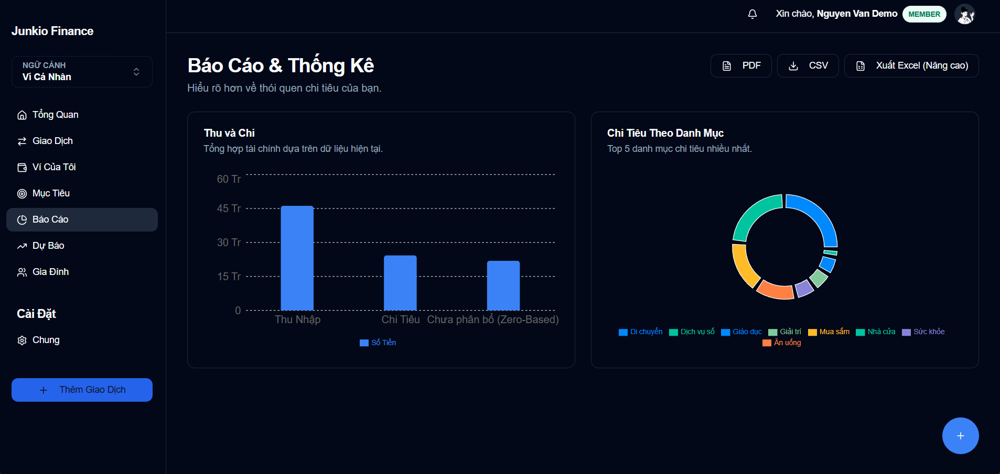 Junkio Finance
NGỮ CẢNH
Ví Cá Nhân
Tổng Quan
Giao Dịch
Ví Của Tôi
Mục Tiêu
Báo Cáo
Dự Báo
Gia Đình
Cài Đặt
Chung
Thêm Giao Dịch
Xin chào, Nguyen Van Demo MEMBER
Báo Cáo & Thống Kê
Hiểu rõ hơn về thói quen chi tiêu của bạn.
PDF
CSV
Xuất Excel (Nâng cao)
Thu và Chi
Tổng hợp tài chính dựa trên dữ liệu hiện tại.
60 Tr
45 Tr
30 Tr
15 Tr
0
Thu Nhập Chi Tiêu Chưa phân bổ (Zero-Based)
Số Tiền
Chi Tiêu Theo Danh Mục
Top 5 danh mục chi tiêu nhiều nhất.
Di chuyển Dịch vụ số Giáo dục Giải trí Mua sắm Nhà cửa Sức khỏe
Ăn uống